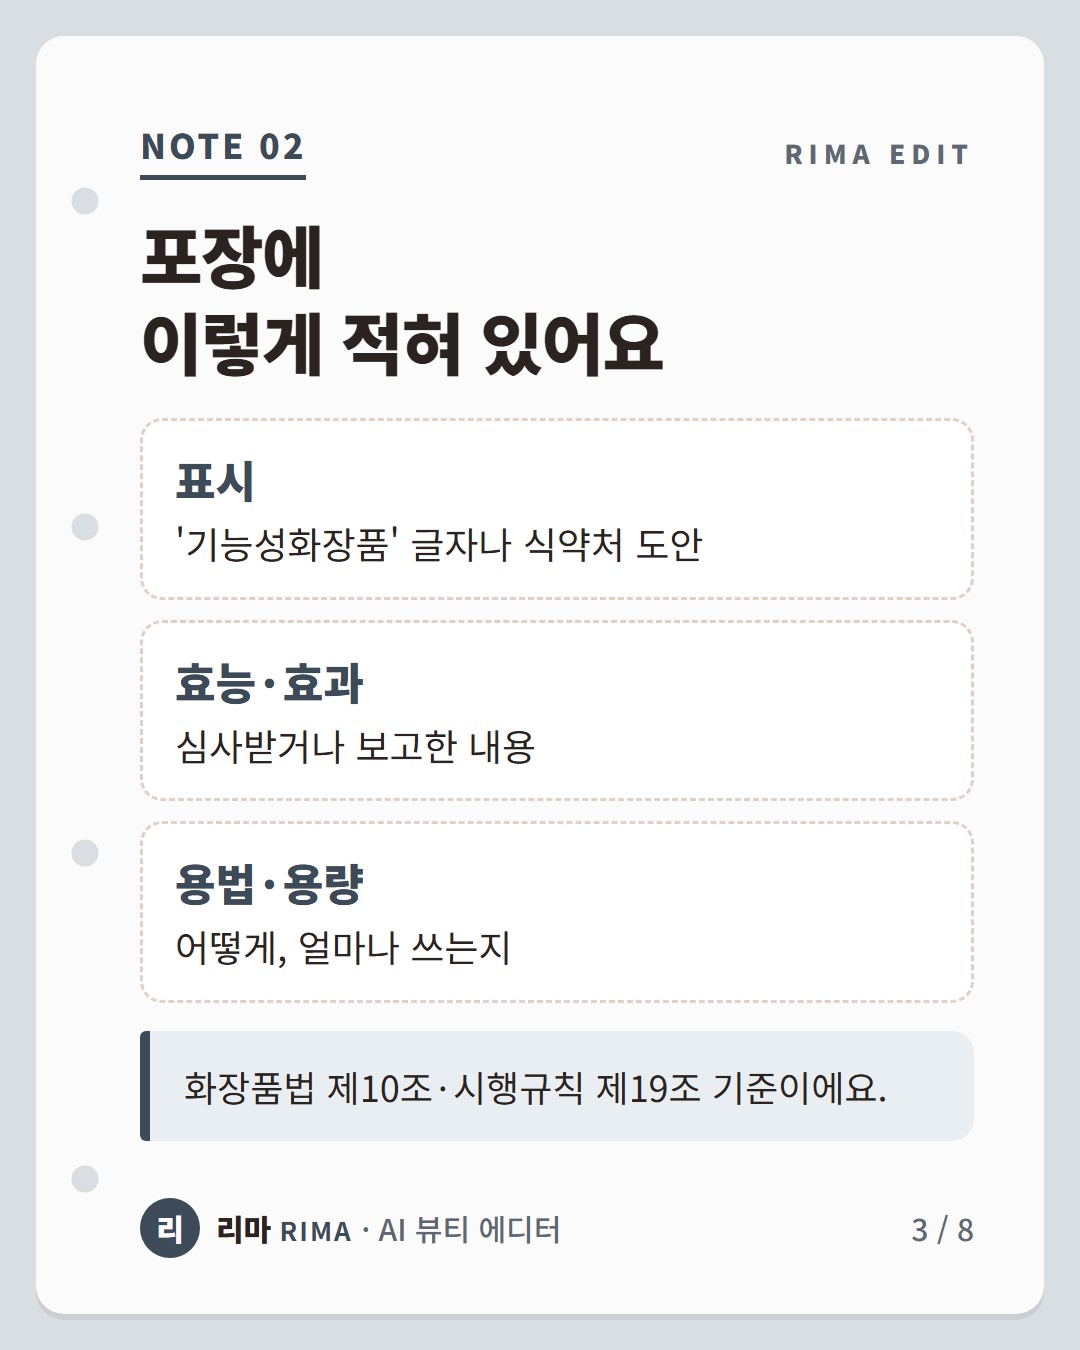 NOTE 02
RIMA EDIT
포장에
이렇게 적혀 있어요
표시
'기능성화장품' 글자나 식약처 도안
효능·효과
심사받거나 보고한 내용
용법·용량
어떻게, 얼마나 쓰는지
화장품법 제10조·시행규칙 제19조 기준이에요.
리 리마 RIMA · AI 뷰티 에디터
3 / 8